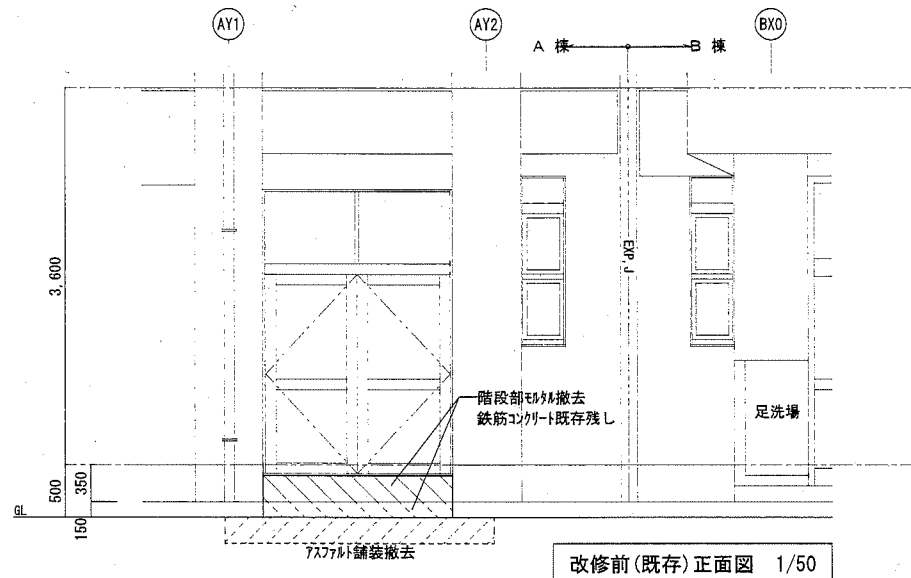 AY1
AY2
BX0
A 棟
B 棟
3,600
EXP,J
階段部モルタル撤去
鉄筋コンクリート既存残し
足洗場
500
350
GL
150
アスファルト舗装撤去
改修前(既存)正面図 1/50